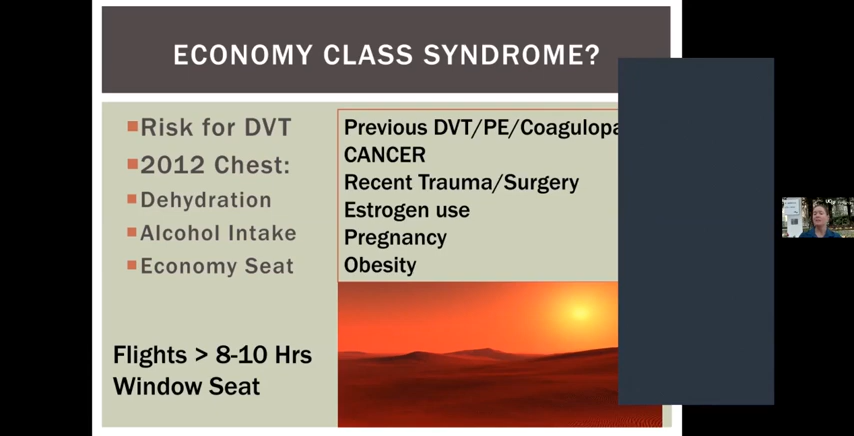 ECONOMY CLASS SYNDROME?
Risk for DVT
2012 Chest:
Dehydration
Alcohol Intake
Economy Seat
Flights > 8-10 Hrs
Window Seat
Previous DVT/PE/
CANCER
Recent Trauma/Surgery
Estrogen use
Pregnancy
Obesity